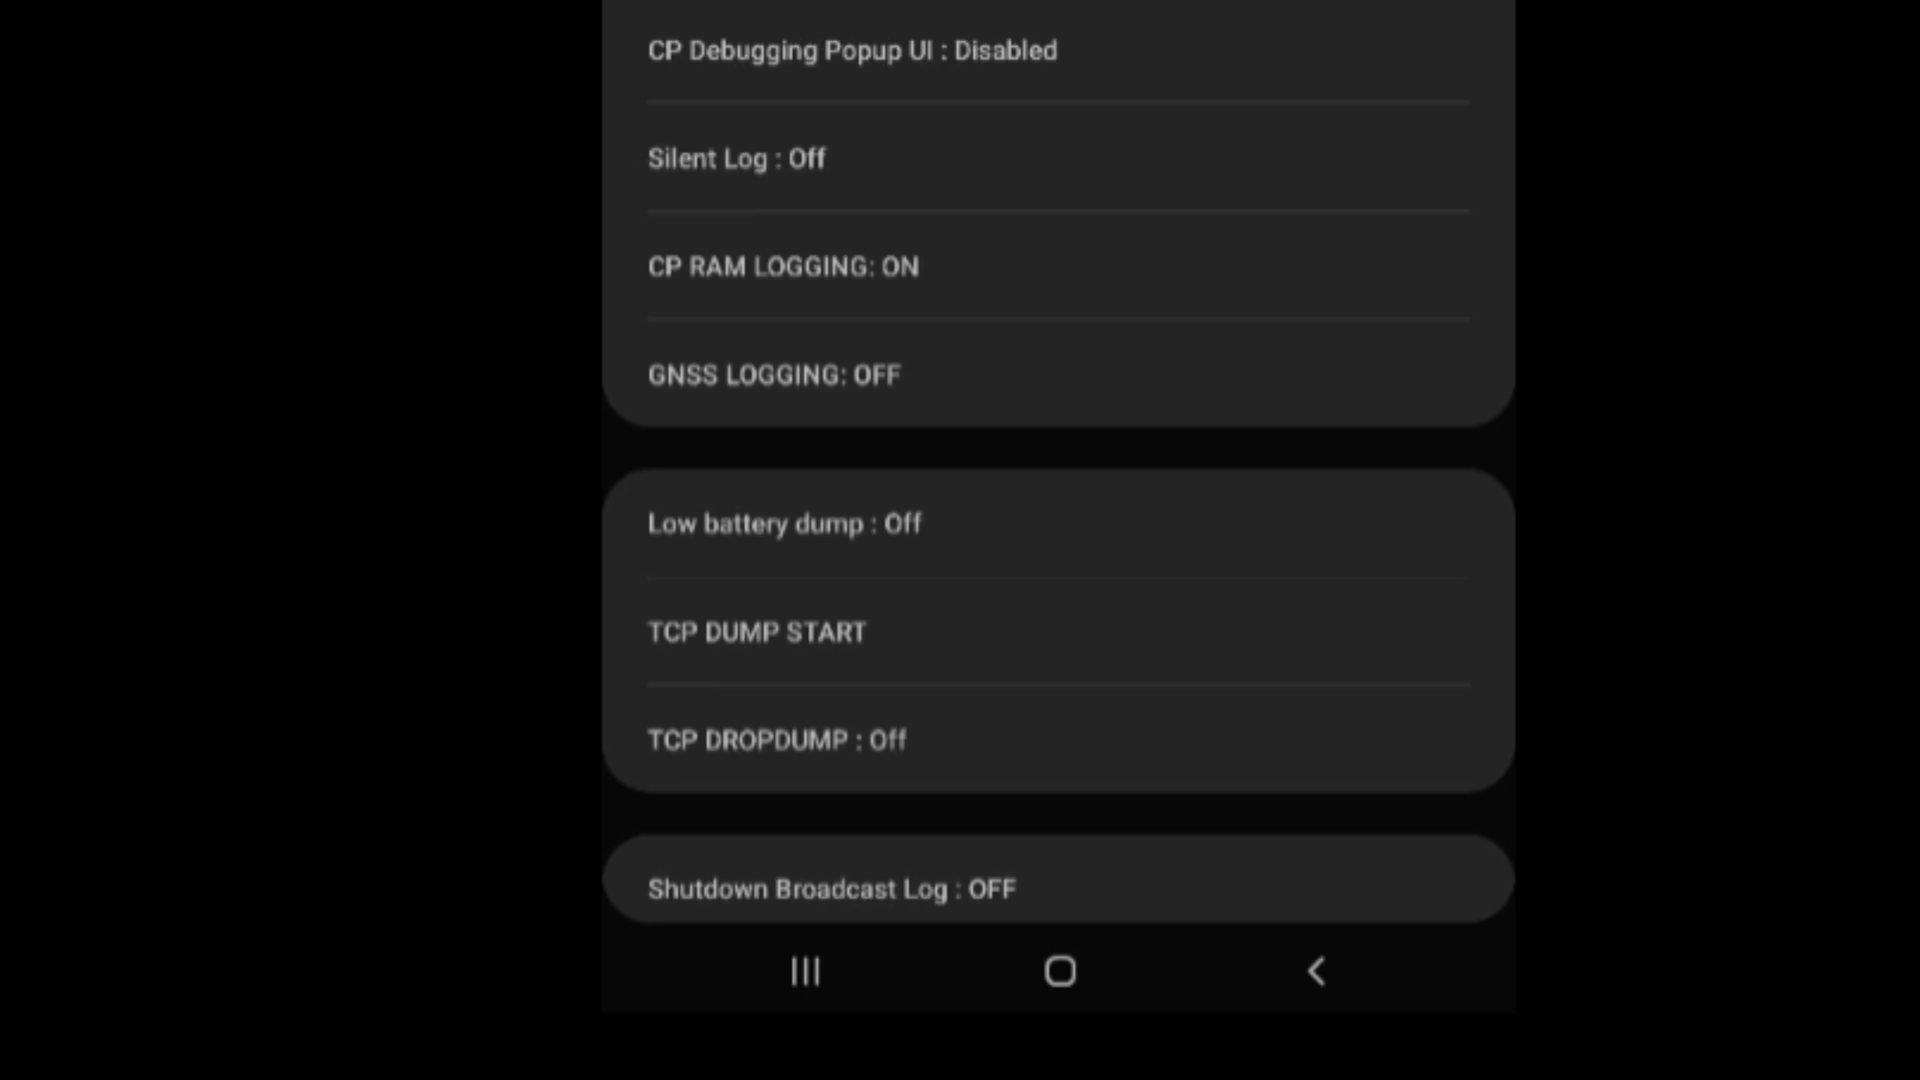 CP Debugging Popup UI : Disabled
Silent Log : Off
CP RAM LOGGING: ON
GNSS LOGGING: OFF
Low battery dump : Off
TCP DUMP START
TCP DROPDUMP : Off
Shutdown Broadcast Log : OFF